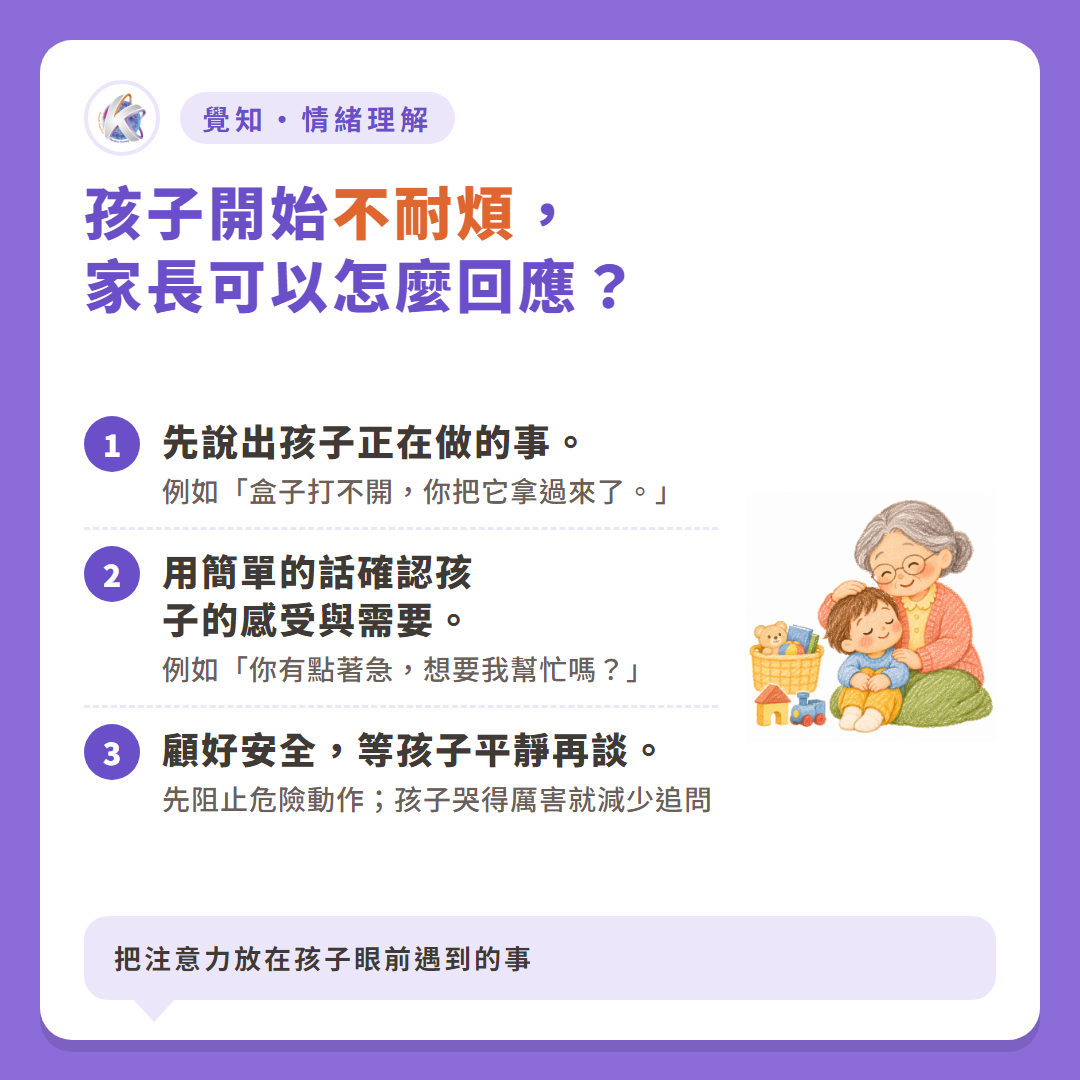 覺知・情緒理解
孩子開始不耐煩，
家長可以怎麼回應？
1 先說出孩子正在做的事。
例如「盒子打不開，你把它拿過來了。」
2 用簡單的話確認孩
子的感受與需要。
例如「你有點著急，想要我幫忙嗎？」
3 顧好安全，等孩子平靜再談。
先阻止危險動作；孩子哭得厲害就減少追問
把注意力放在孩子眼前遇到的事